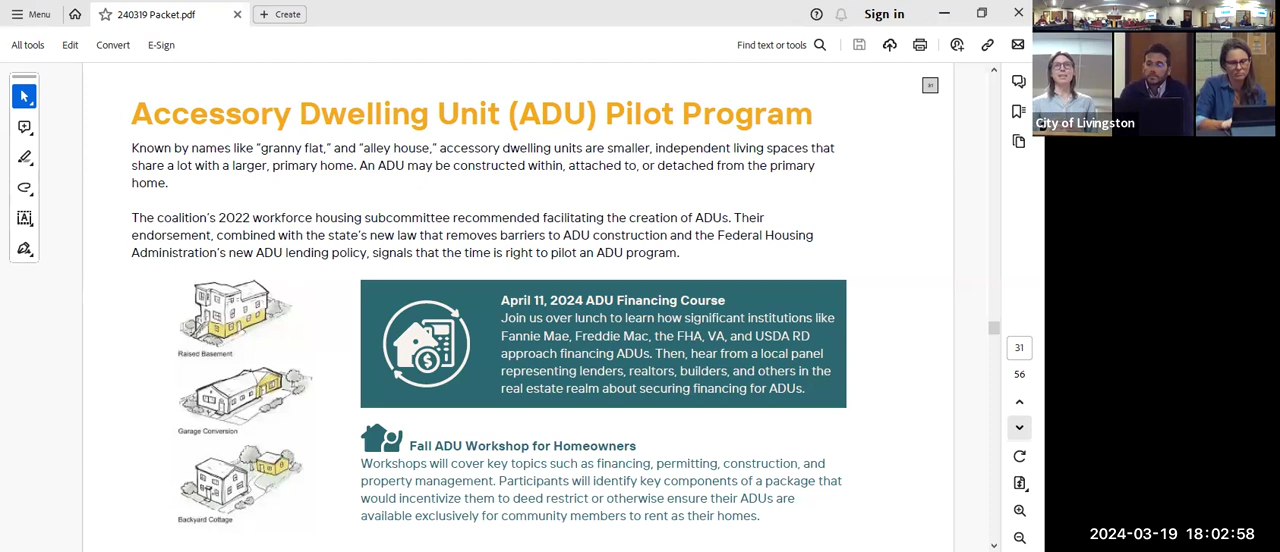 Menu
240319 Packet.pdf
Create
Sign in
All tools
Edit
Convert
E-Sign
Find text or tools
31
Accessory Dwelling Unit (ADU) Pilot Program
Known by names like “granny flat,” and “alley house,” accessory dwelling units are smaller, independent living spaces that
share a lot with a larger, primary home. An ADU may be constructed within, attached to, or detached from the primary
home.
The coalition’s 2022 workforce housing subcommittee recommended facilitating the creation of ADUs. Their
endorsement, combined with the state’s new law that removes barriers to ADU construction and the Federal Housing
Administration’s new ADU lending policy, signals that the time is right to pilot an ADU program.
Raised Basement
Garage Conversion
Backyard Cottage
April 11, 2024 ADU Financing Course
Join us over lunch to learn how significant institutions like
Fannie Mae, Freddie Mac, the FHA, VA, and USDA RD
approach financing ADUs. Then, hear from a local panel
representing lenders, realtors, builders, and others in the
real estate realm about securing financing for ADUs.
Fall ADU Workshop for Homeowners
Workshops will cover key topics such as financing, permitting, construction, and
property management. Participants will identify key components of a package that
would incentivize them to deed restrict or otherwise ensure their ADUs are
available exclusively for community members to rent as their homes.
31
56
City of Livingston
2024-03-19 18:02:58